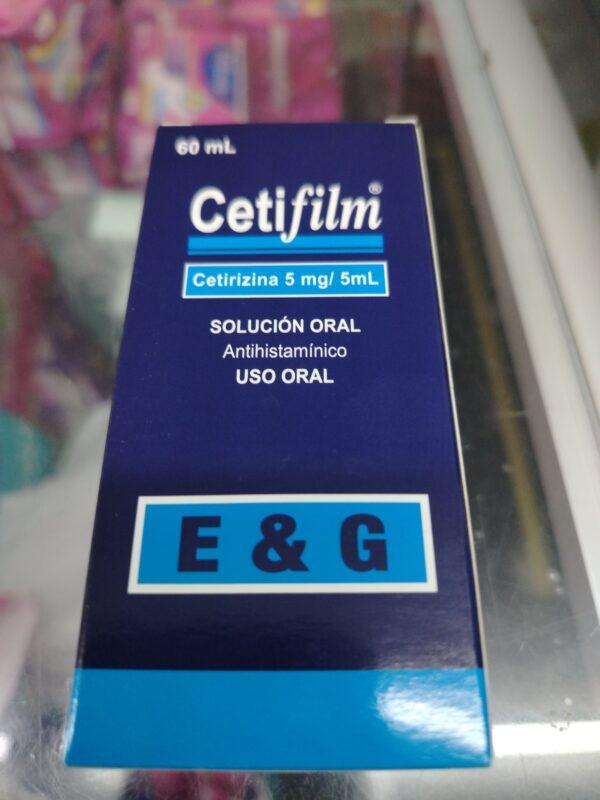 60 mL
Cetifilm®
Cetirizina 5 mg/ 5mL
SOLUCIÓN ORAL
Antihistamínico
USO ORAL
E & G